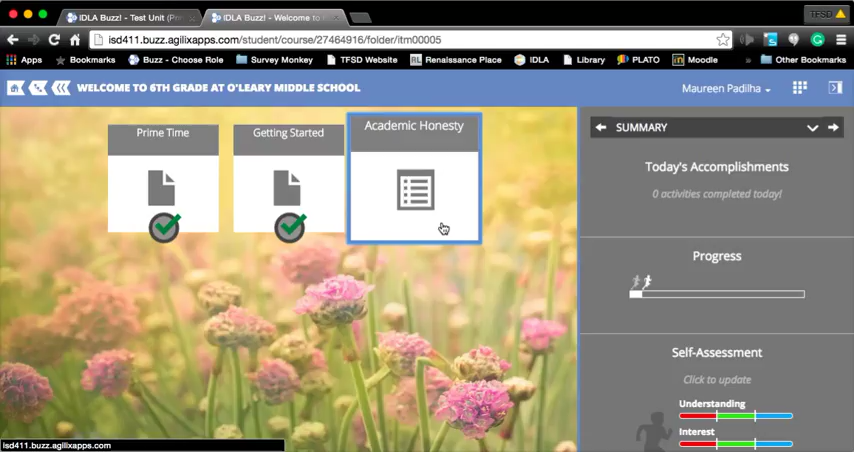 IDLA Buzz! - Test Unit (Pre
IDLA Buzz! - Welcome to
TFSD
isd411.buzz.agilixapps.com/student/course/27464916/folder/itm00005
Apps Bookmarks Buzz - Choose Role Survey Monkey TFSD Website RL Renaissance Place IDLA Library PLATO Moodle » Other Bookmarks
WELCOME TO 6TH GRADE AT O'LEARY MIDDLE SCHOOL
Maureen Padilha
Prime Time
Getting Started
Academic Honesty
SUMMARY
Today's Accomplishments
0 activities completed today!
Progress
Self-Assessment
Click to update
Understanding
Interest
isd411.buzz.agilixapps.com